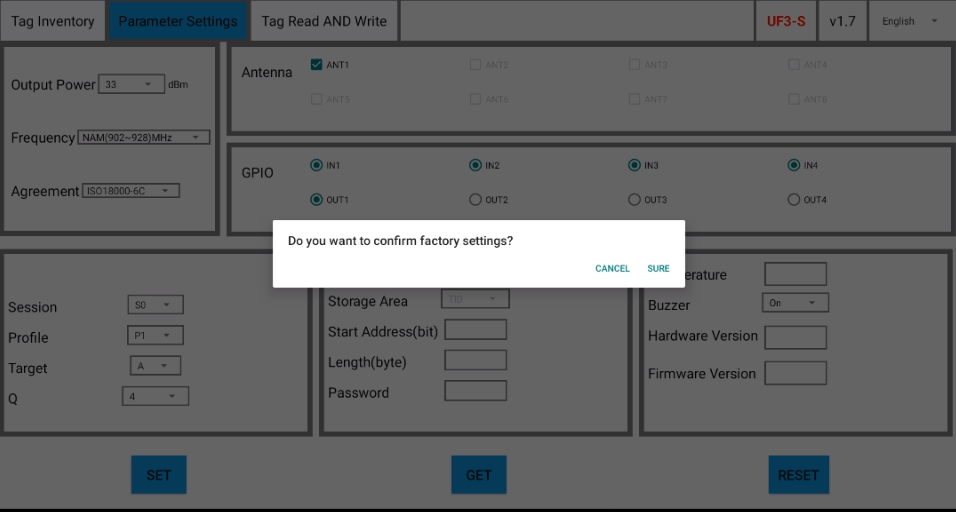 Tag Inventory Parameter Settings Tag Read AND Write UF3-S v1.7 English
Antenna ANT1 ANT2 ANT3 ANT4
Output Power 33 dBm
ANT5 ANT6 ANT7 ANT8
Frequency NAM(902~928)MHz
GPIO IN1 IN2 IN3 IN4
Agreement ISO18000-6C
OUT1 OUT2 OUT3 OUT4
Do you want to confirm factory settings?
CANCEL SURE
Session S0
Profile P1
Target A
Q 4
Storage Area TID
Start Address(bit)
Length(byte)
Password
erature
Buzzer On
Hardware Version
Firmware Version
SET GET RESET